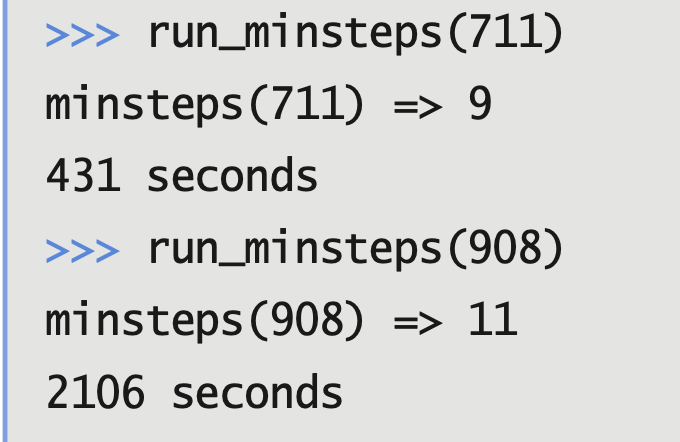 >>> run_minsteps(711)
minsteps(711) => 9
431 seconds
>>> run_minsteps(908)
minsteps(908) => 11
2106 seconds